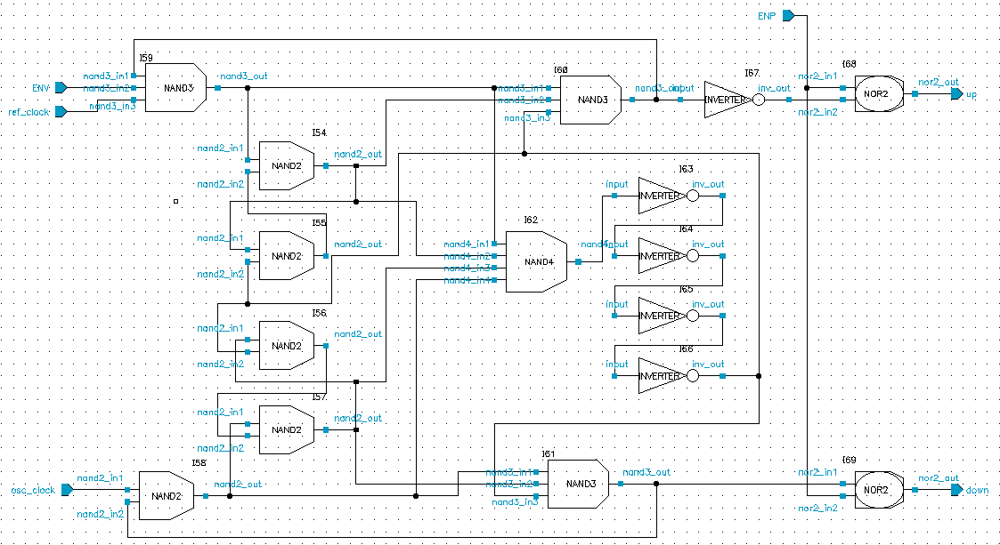 ENP
I59
nand3_in1
nand3_out
ENV
nand3_in2
NAND3
ref_clock
nand3_in3
I60
nand3_in1
nand3_in2
nand3_in3
NAND3
nand3_out
input
I67
INVERTER
inv_out
I68
nor2_in1
nor2_in2
NOR2
nor2_out
up
I54
nand2_in1
nand2_out
NAND2
nand2_in2
I63
input
inv_out
INVERTER
I55
nand2_in1
nand2_out
NAND2
nand2_in2
I62
nand4_in1
nand4_in2
nand4_in3
nand4_in4
NAND4
I64
input
inv_out
INVERTER
I65
input
inv_out
INVERTER
I56
nand2_in1
nand2_out
NAND2
nand2_in2
I66
input
inv_out
INVERTER
I57
nand2_in1
nand2_out
NAND2
nand2_in2
I58
osc_clock
nand2_in1
nand2_out
NAND2
nand2_in2
I61
nand3_in1
nand3_in2
nand3_in3
NAND3
nand3_out
I69
nor2_in1
nor2_in2
NOR2
nor2_out
down